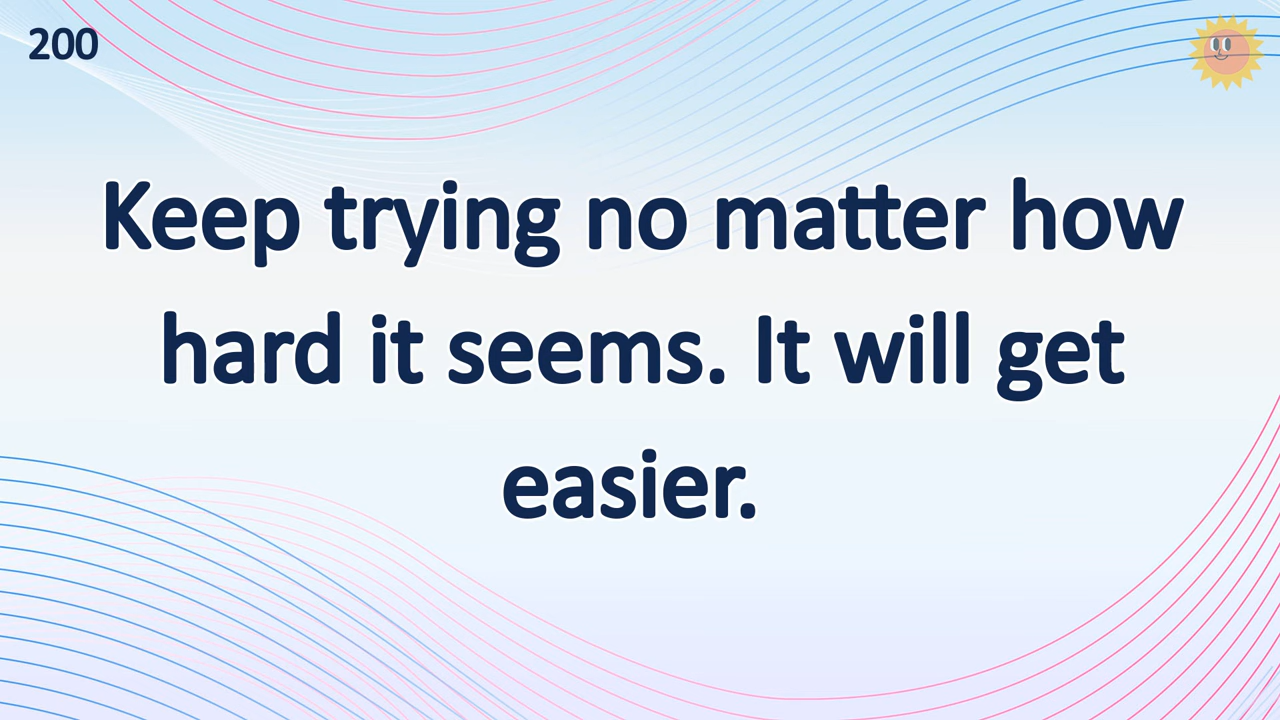 200
Keep trying no matter how
hard it seems. It will get
easier.